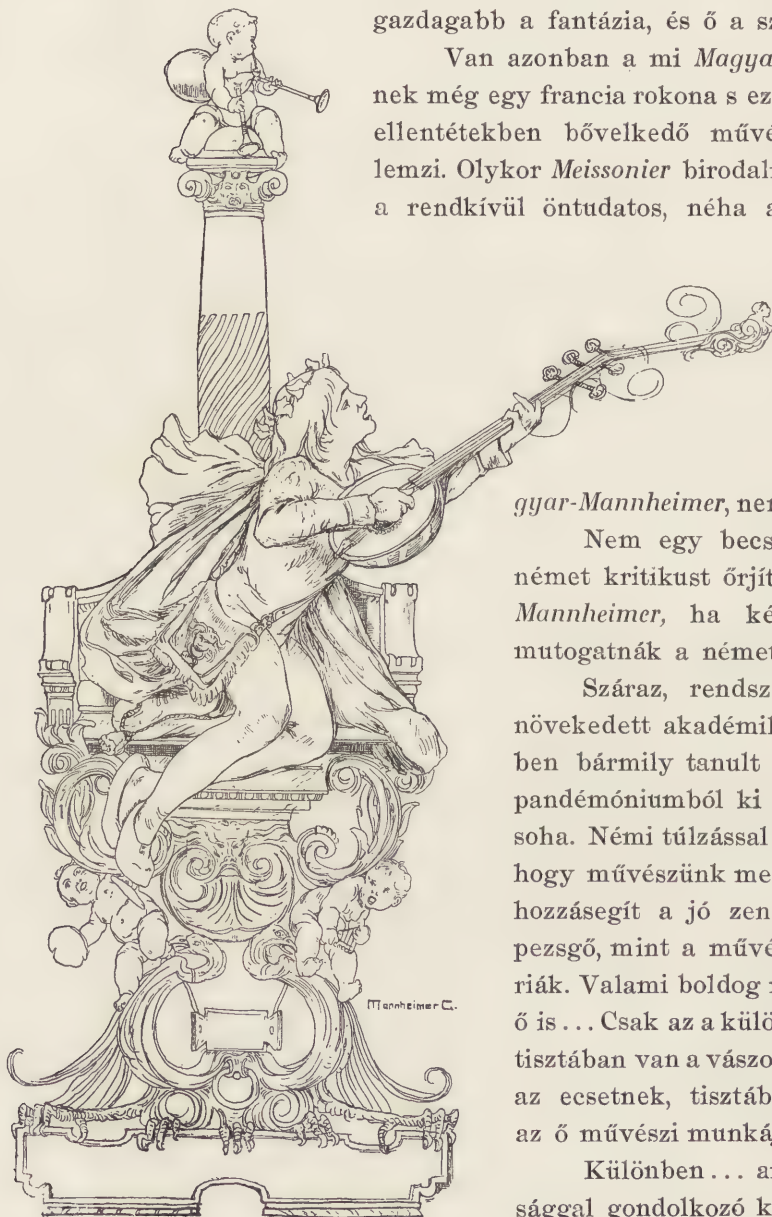 gazdagabb a fantázia, és ő a
Van azonban a mi Magya
nek még egy francia rokona s ez
ellentétekben bővelkedő művé
lemzi. Olykor Meissonier birodal
a rendkívül öntudatos, néha a
gyar-Mannheimer, ne
Nem egy becs
német kritikust őrjít
Mannheimer, ha ké
mutogatnák a német
Száraz, rendsz
növekedett akadémi
ben bármily tanult
pandémóniumból ki
soha. Némi túlzással
hogy művészünk me
hozzásegít a jó zen
pezsgő, mint a művé
riák. Valami boldog
ő is... Csak az a külö
tisztában van a vászo
az ecsetnek, tisztáb
az ő művészi munká
Különben... a
sággal gondolkozó k
Mannheimer G.